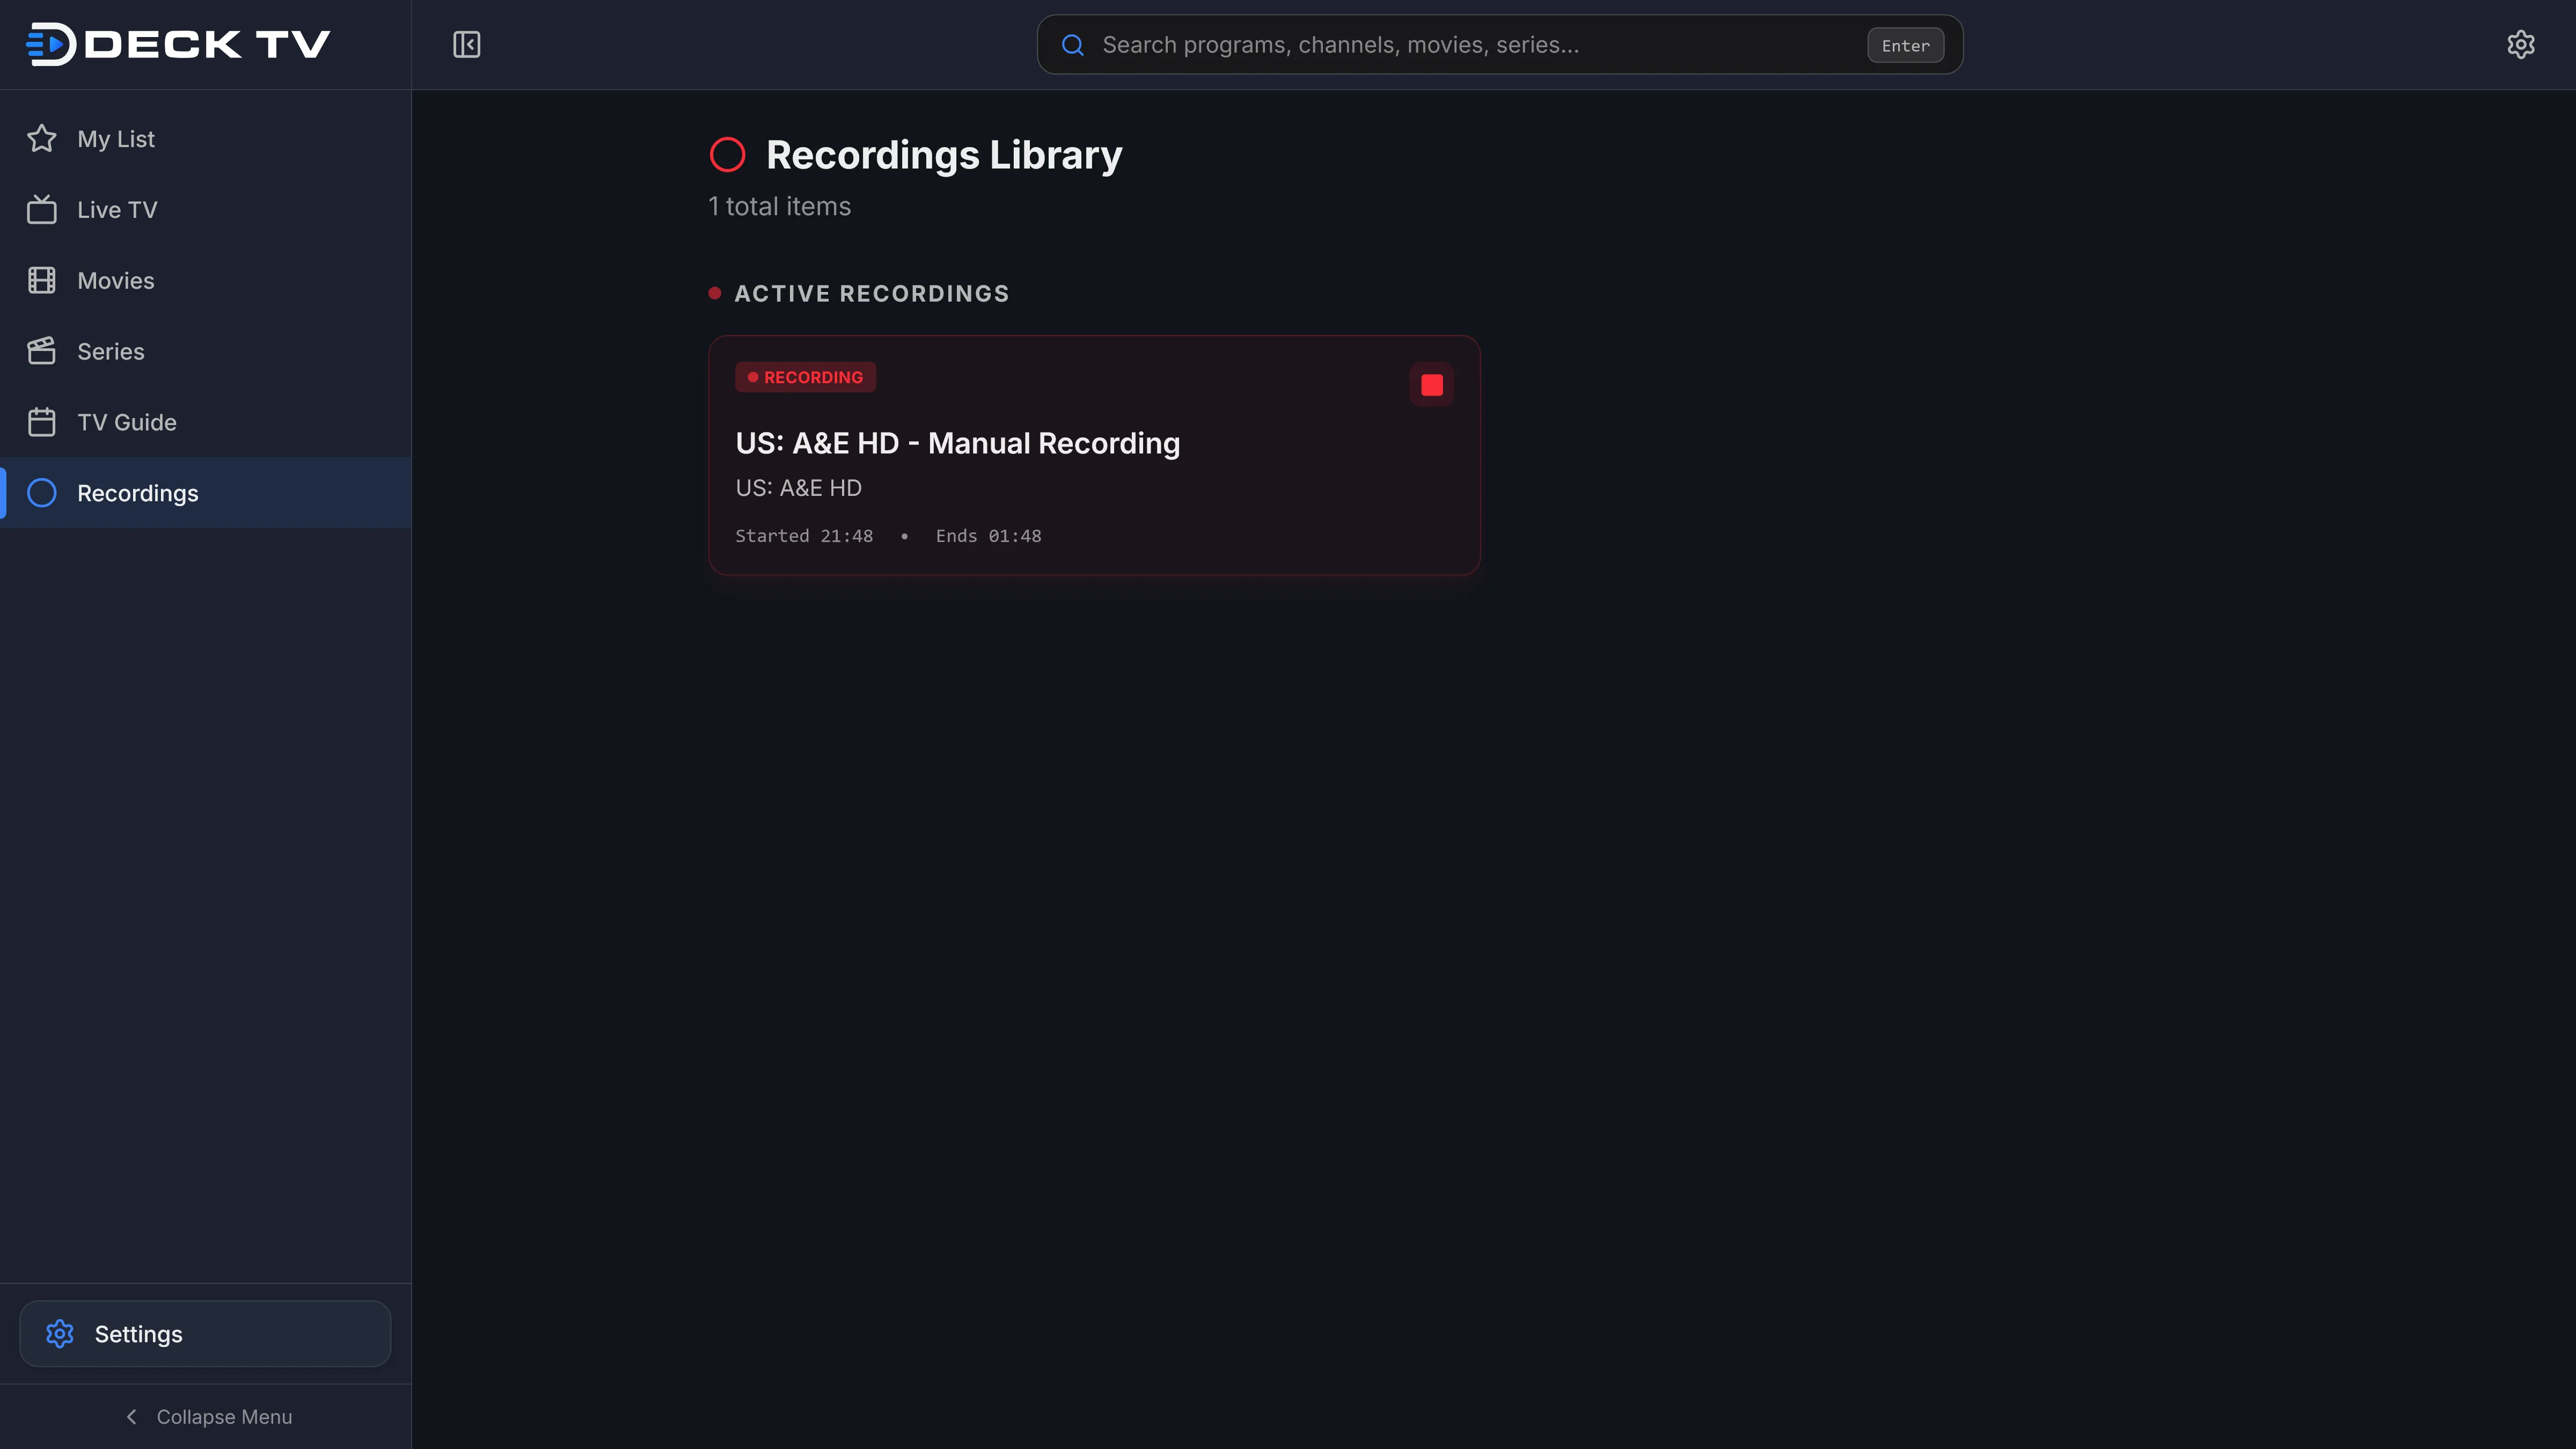 DECK TV
Search programs, channels, movies, series...
Enter
My List
Live TV
Movies
Series
TV Guide
Recordings
Settings
Collapse Menu
Recordings Library
1 total items
ACTIVE RECORDINGS
RECORDING
US: A&E HD - Manual Recording
US: A&E HD
Started 21:48 • Ends 01:48